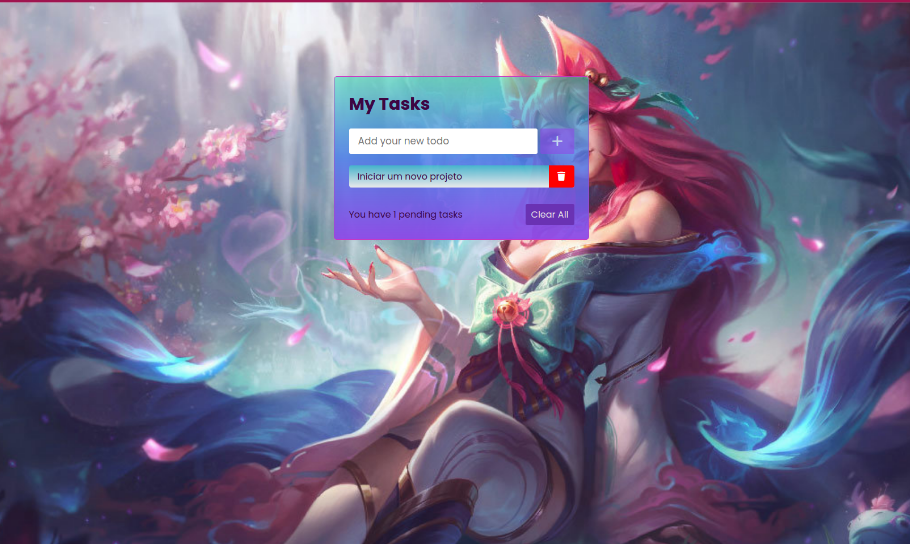 My Tasks
Add your new todo
Iniciar um novo projeto
You have 1 pending tasks
Clear All